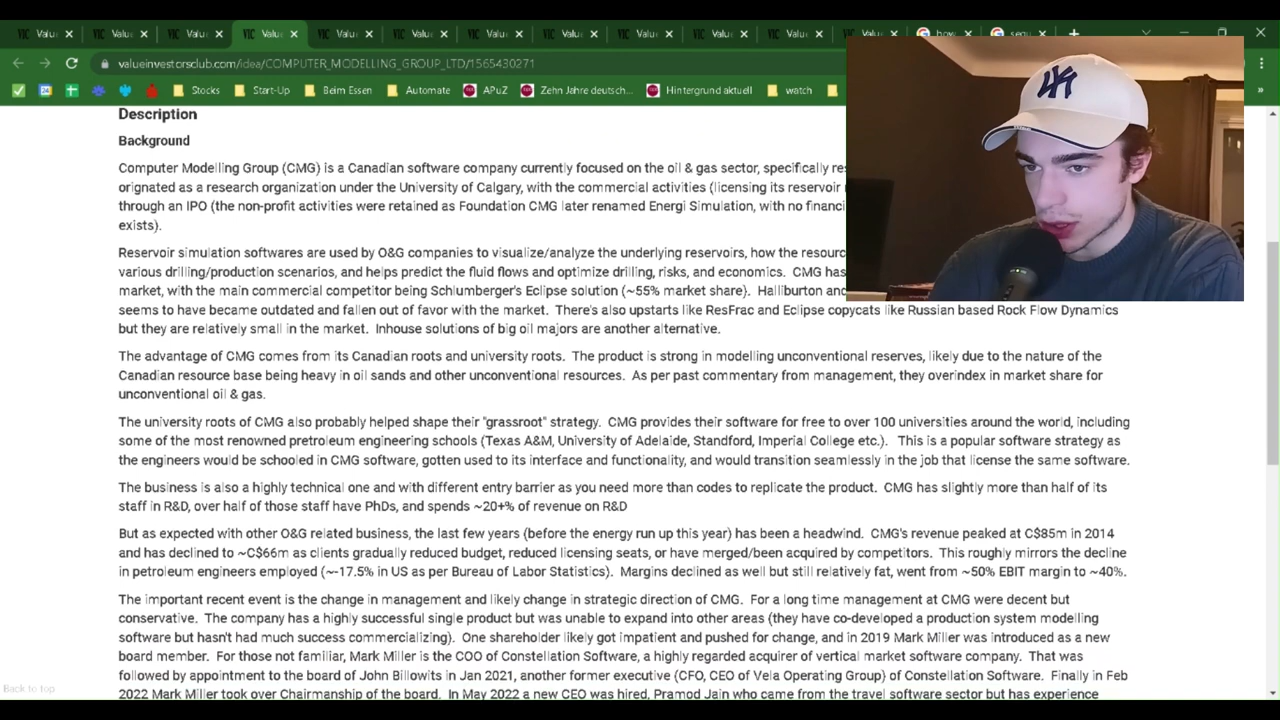 Valu
Valu
Valu
Valu
Valu
Valu
Valu
Valu
Valu
Valu
Valu
Valu
how
segu
valueinvestorsclub.com/idea/COMPUTER_MODELLING_GROUP_LTD/1565430271
Stocks
Start-Up
Beim Essen
Automate
APuZ
Zehn Jahre deutsch...
Hintergrund aktuell
watch
Description
Background
Computer Modelling Group (CMG) is a Canadian software company currently focused on the oil & gas sector, specifically res
orignated as a research organization under the University of Calgary, with the commercial activities (licensing its reservoir
through an IPO (the non-profit activities were retained as Foundation CMG later renamed Energi Simulation, with no financi
exists).
Reservoir simulation softwares are used by O&G companies to visualize/analyze the underlying reservoirs, how the resourc
various drilling/production scenarios, and helps predict the fluid flows and optimize drilling, risks, and economics. CMG has
market, with the main commercial competitor being Schlumberger's Eclipse solution (~55% market share). Halliburton and
seems to have became outdated and fallen out of favor with the market. There's also upstarts like ResFrac and Eclipse copycats like Russian based Rock Flow Dynamics
but they are relatively small in the market. Inhouse solutions of big oil majors are another alternative.
The advantage of CMG comes from its Canadian roots and university roots. The product is strong in modelling unconventional reserves, likely due to the nature of the
Canadian resource base being heavy in oil sands and other unconventional resources. As per past commentary from management, they overindex in market share for
unconventional oil & gas.
The university roots of CMG also probably helped shape their "grassroot" strategy. CMG provides their software for free to over 100 universities around the world, including
some of the most renowned pretroleum engineering schools (Texas A&M, University of Adelaide, Standford, Imperial College etc.). This is a popular software strategy as
the engineers would be schooled in CMG software, gotten used to its interface and functionality, and would transition seamlessly in the job that license the same software.
The business is also a highly technical one and with different entry barrier as you need more than codes to replicate the product. CMG has slightly more than half of its
staff in R&D, over half of those staff have PhDs, and spends ~20+% of revenue on R&D
But as expected with other O&G related business, the last few years (before the energy run up this year) has been a headwind. CMG's revenue peaked at C$85m in 2014
and has declined to ~C$66m as clients gradually reduced budget, reduced licensing seats, or have merged/been acquired by competitors. This roughly mirrors the decline
in petroleum engineers employed (~-17.5% in US as per Bureau of Labor Statistics). Margins declined as well but still relatively fat, went from ~50% EBIT margin to ~40%.
The important recent event is the change in management and likely change in strategic direction of CMG. For a long time management at CMG were decent but
conservative. The company has a highly successful single product but was unable to expand into other areas (they have co-developed a production system modelling
software but hasn't had much success commercializing). One shareholder likely got impatient and pushed for change, and in 2019 Mark Miller was introduced as a new
board member. For those not familiar, Mark Miller is the COO of Constellation Software, a highly regarded acquirer of vertical market software company. That was
followed by appointment to the board of John Billowits in Jan 2021, another former executive (CFO, CEO of Vela Operating Group) of Constellation Software. Finally in Feb
Back to top
2022 Mark Miller took over Chairmanship of the board. In May 2022 a new CEO was hired, Pramod Jain who came from the travel software sector but has experience